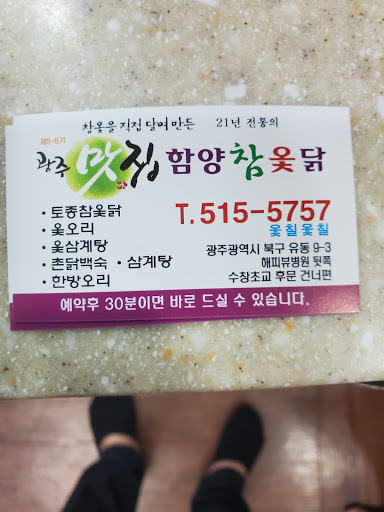 참옻을 직접 달여 만든 21년 전통의
제5-6기
광주 맛집 함양참옻닭
· 토종참옻닭
· 옻오리
· 옻삼계탕
· 촌닭백숙 · 삼계탕
· 한방오리
T.515-5757
옻칠옻칠
광주광역시 북구 유동 9-3
해피뷰병원 뒷쪽
수창초교 후문 건너편
예약후 30분이면 바로 드실 수 있습니다.